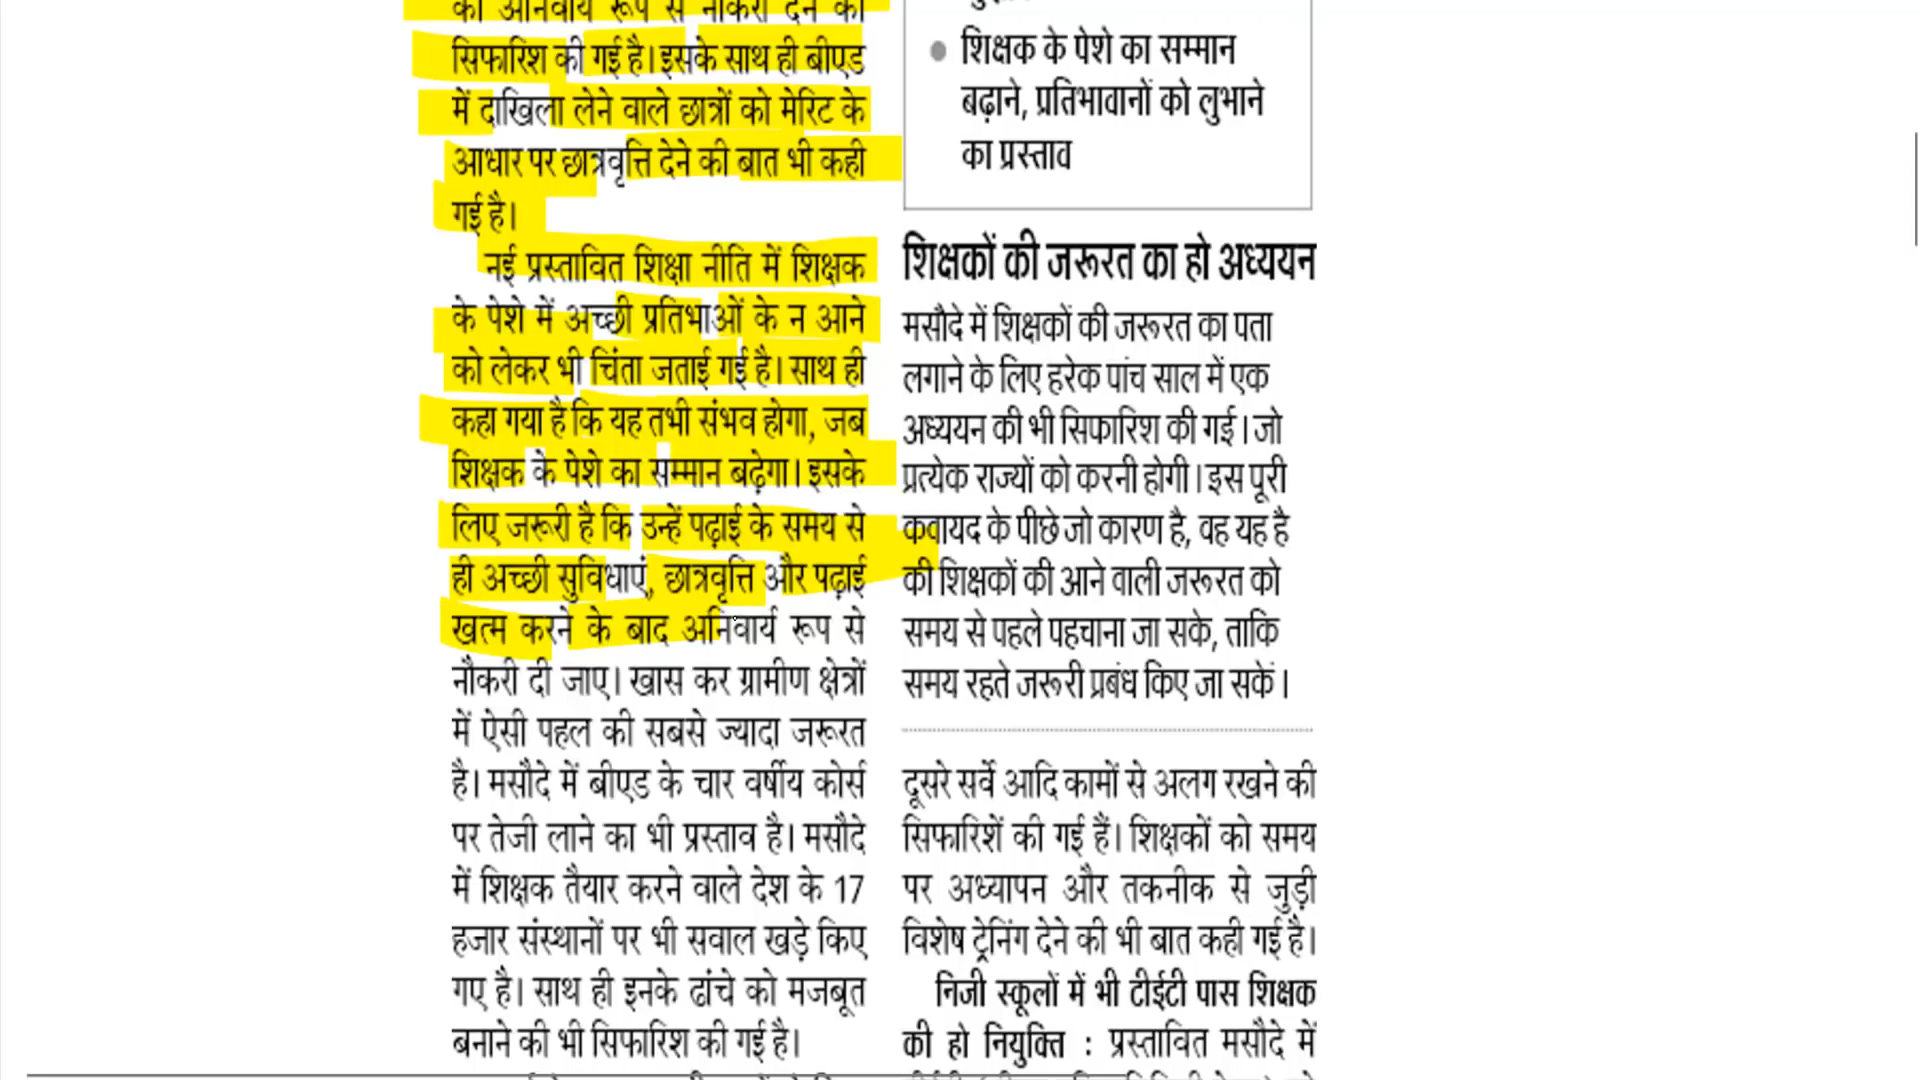 को अनिवार्य रूप से नौकरी देने की
सिफारिश की गई है। इसके साथ ही बीएड
में दाखिला लेने वाले छात्रों को मेरिट के
आधार पर छात्रवृत्ति देने की बात भी कही
गई है।
नई प्रस्तावित शिक्षा नीति में शिक्षक
के पेशे में अच्छी प्रतिभाओं के न आने
को लेकर भी चिंता जताई गई है। साथ ही
कहा गया है कि यह तभी संभव होगा, जब
शिक्षक के पेशे का सम्मान बढ़ेगा। इसके
लिए जरूरी है कि उन्हें पढ़ाई के समय से
ही अच्छी सुविधाएं, छात्रवृत्ति और पढ़ाई
खत्म करने के बाद अनिवार्य रूप से
नौकरी दी जाए। खास कर ग्रामीण क्षेत्रों
में ऐसी पहल की सबसे ज्यादा जरूरत
है। मसौदे में बीएड के चार वर्षीय कोर्स
पर तेजी लाने का भी प्रस्ताव है। मसौदे
में शिक्षक तैयार करने वाले देश के 17
हजार संस्थानों पर भी सवाल खड़े किए
गए है। साथ ही इनके ढांचे को मजबूत
बनाने की भी सिफारिश की गई है।
शिक्षक के पेशे का सम्मान
बढ़ाने, प्रतिभावानों को लुभाने
का प्रस्ताव
शिक्षकों की जरूरत का हो अध्ययन
मसौदे में शिक्षकों की जरूरत का पता
लगाने के लिए हरेक पांच साल में एक
अध्ययन की भी सिफारिश की गई। जो
प्रत्येक राज्यों को करनी होगी। इस पूरी
कवायद के पीछे जो कारण है, वह यह है
की शिक्षकों की आने वाली जरूरत को
समय से पहले पहचाना जा सके, ताकि
समय रहते जरूरी प्रबंध किए जा सकें।
दूसरे सर्वे आदि कामों से अलग रखने की
सिफारिशें की गई हैं। शिक्षकों को समय
पर अध्यापन और तकनीक से जुड़ी
विशेष ट्रेनिंग देने की भी बात कही गई है।
निजी स्कूलों में भी टीईटी पास शिक्षक
की हो नियुक्ति : प्रस्तावित मसौदे में